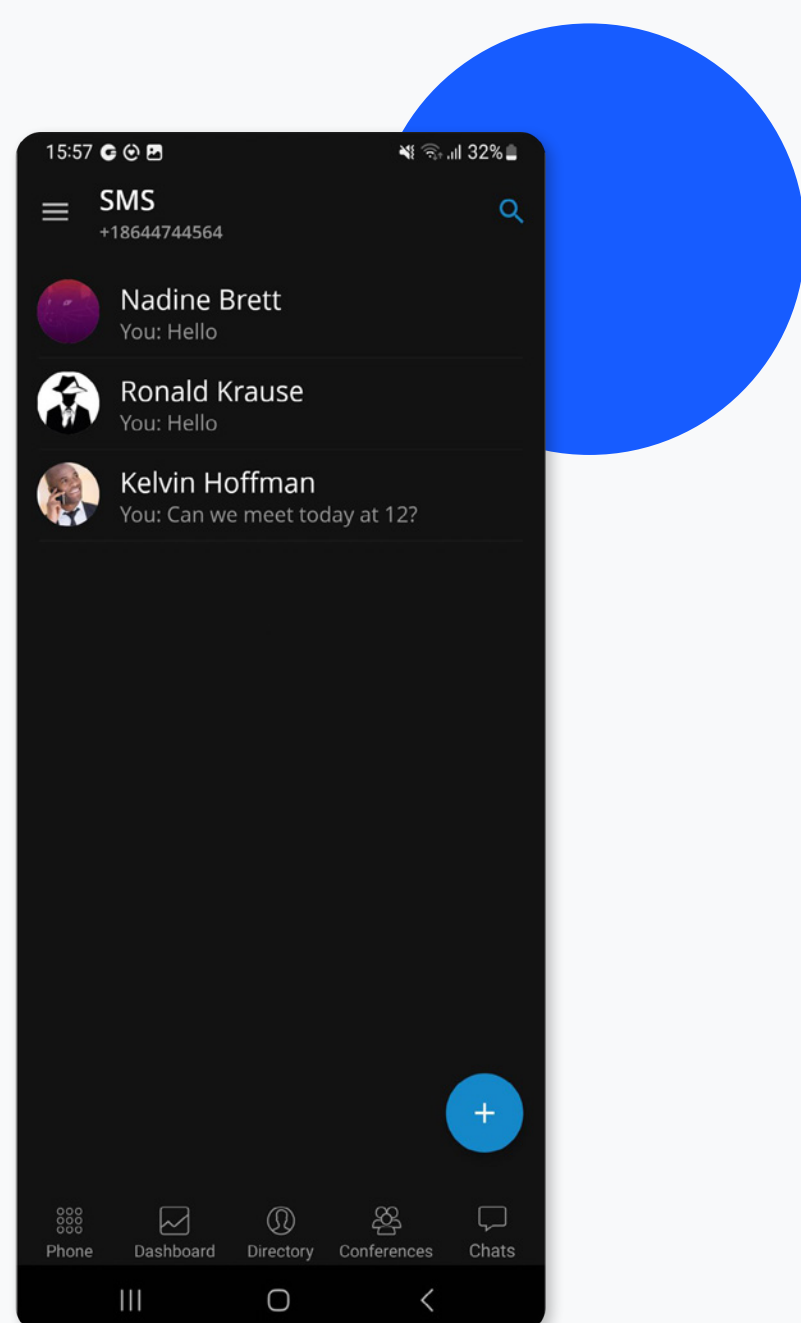 15:57 32%
SMS
+18644744564
Nadine Brett
You: Hello
Ronald Krause
You: Hello
Kelvin Hoffman
You: Can we meet today at 12?
+
Phone Dashboard Directory Conferences Chats